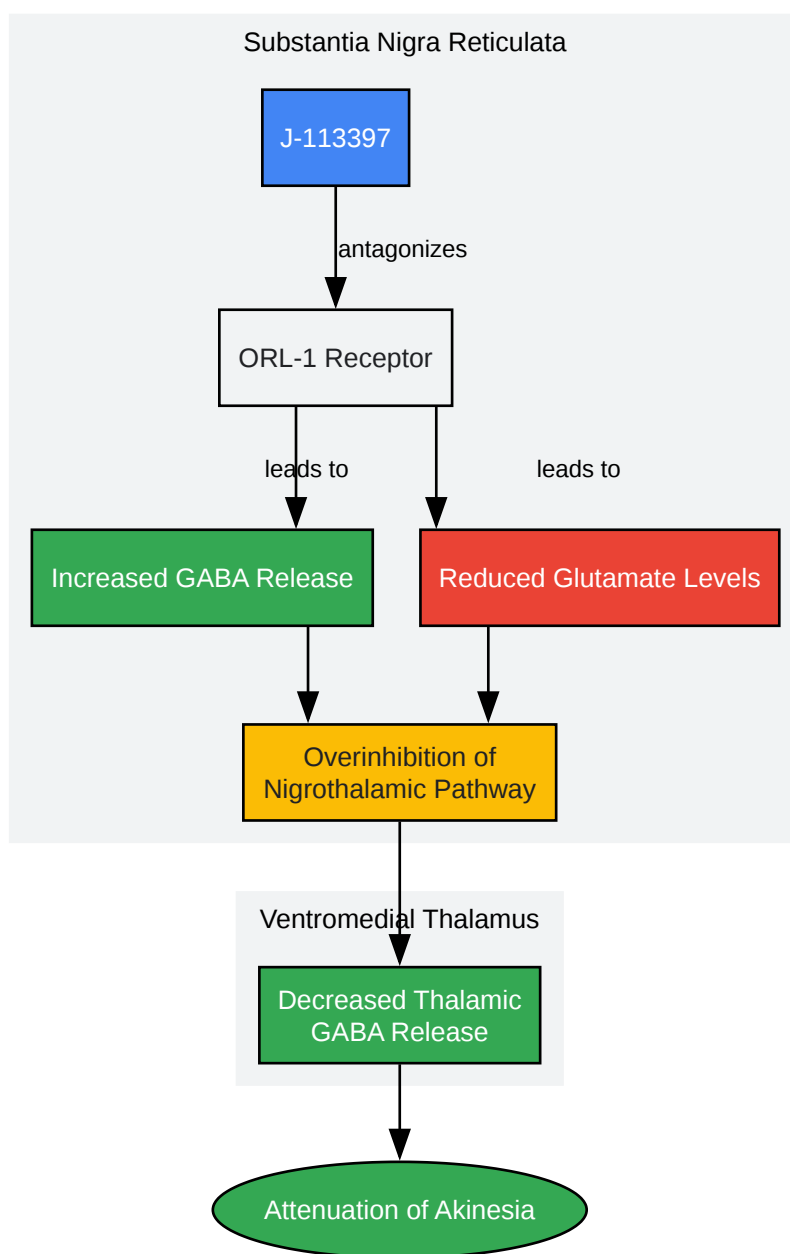 Substantia Nigra Reticulata
J-113397
antagonizes
ORL-1 Receptor
leads to
leads to
Increased GABA Release
Reduced Glutamate Levels
Overinhibition of
Nigrothalamic Pathway
Ventromedial Thalamus
Decreased Thalamic
GABA Release
Attenuation of Akinesia